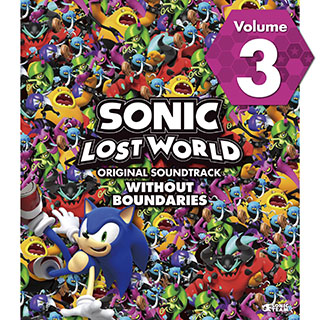 Volume
3
SONIC
LOST WORLD
ORIGINAL SOUNDTRACK
WITHOUT
BOUNDARIES